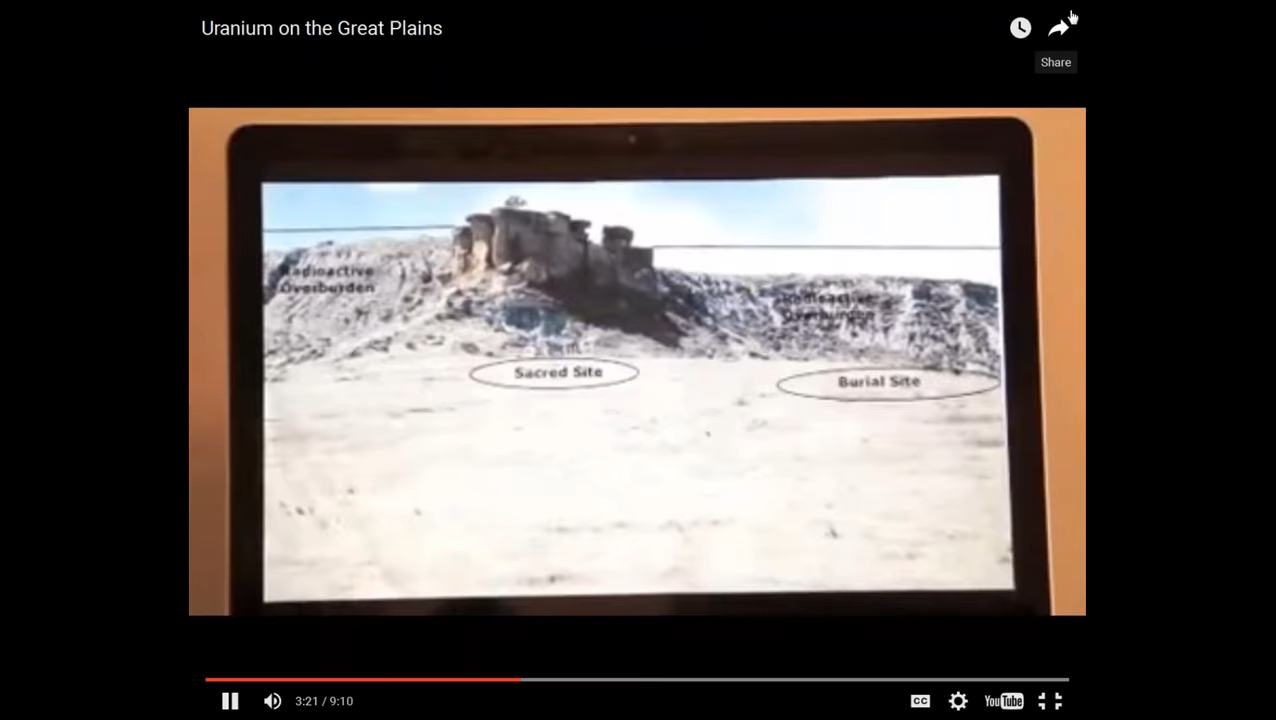 Uranium on the Great Plains
Share
Radioactive
Overburden
Radioactive
Overburden
Sacred Site
Burial Site
3:21 / 9:10
CC
YouTube